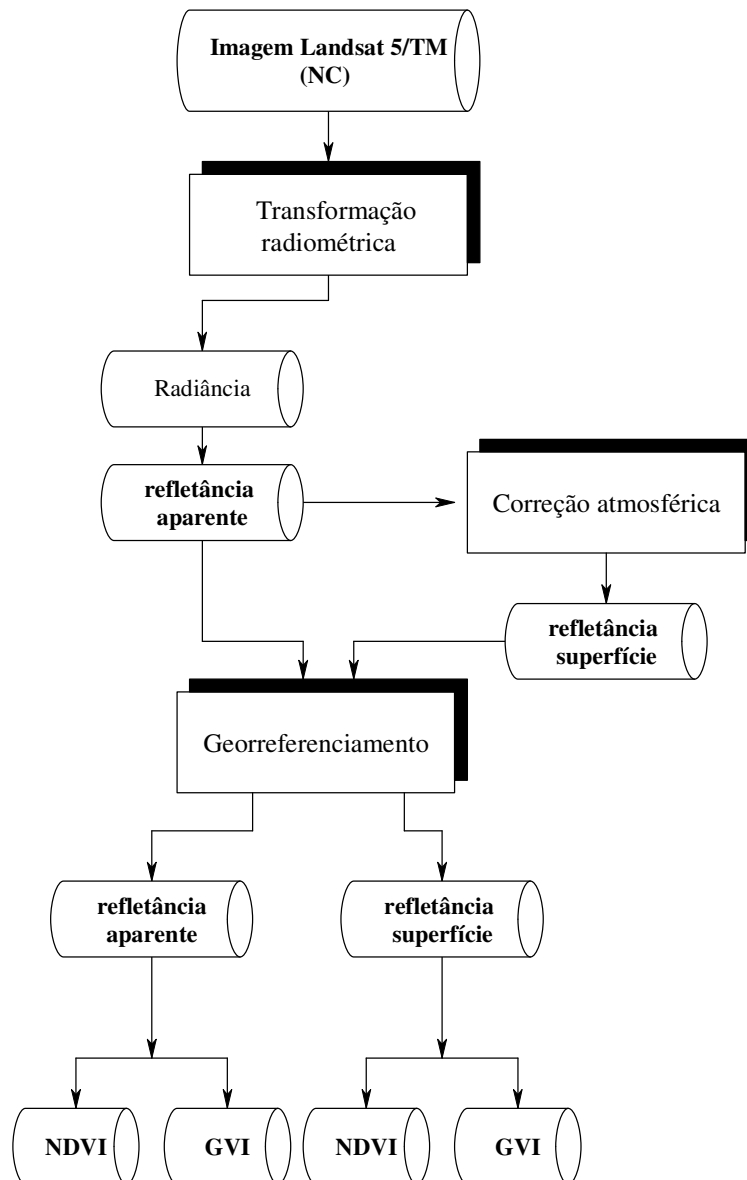 Imagem Landsat 5/TM
(NC)
Transformação
radiométrica
Radiância
refletância
aparente
Correção atmosférica
refletância
superfície
Georreferenciamento
refletância
aparente
refletância
superfície
NDVI
GVI
NDVI
GVI